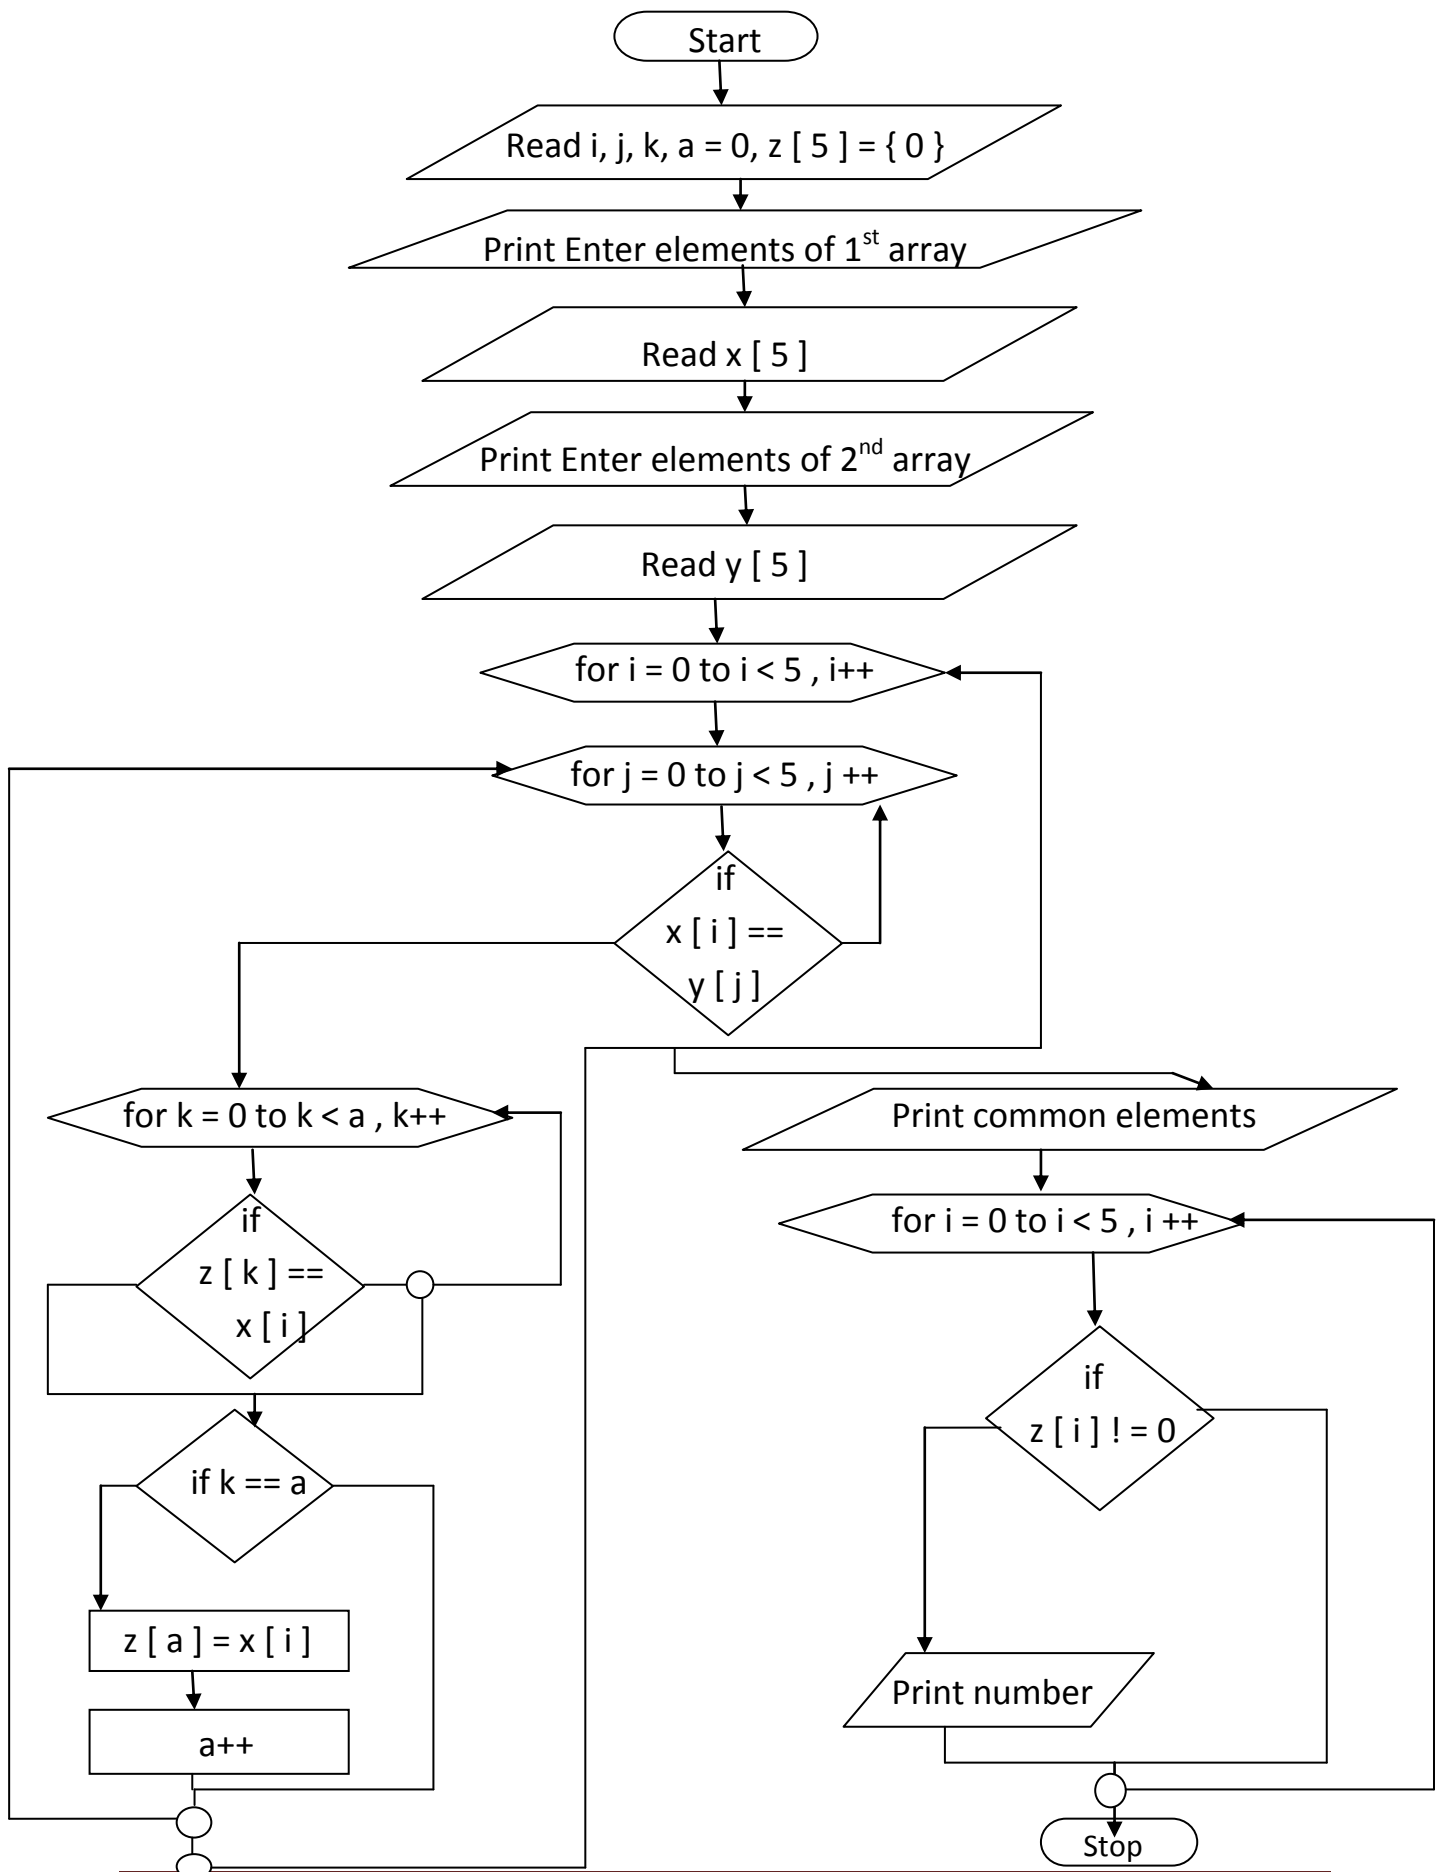 Start
Read i, j, k, a = 0, z [ 5 ] = { 0 }
Print Enter elements of 1st array
Read x [ 5 ]
Print Enter elements of 2nd array
Read y [ 5 ]
for i = 0 to i < 5 , i++
for j = 0 to j < 5 , j ++
if
x [ i ] ==
y [ j ]
for k = 0 to k < a , k++
if
z [ k ] ==
x [ i ]
if k == a
z [ a ] = x [ i ]
a++
Print common elements
for i = 0 to i < 5 , i ++
if
z [ i ] ! = 0
Print number
Stop